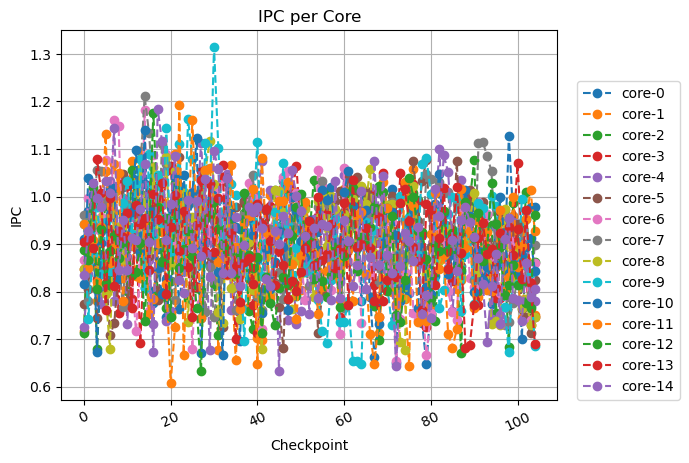 IPC per Core
IPC
1.3
1.2
1.1
1.0
0.9
0.8
0.7
0.6
0
20
40
60
80
100
Checkpoint
core-0
core-1
core-2
core-3
core-4
core-5
core-6
core-7
core-8
core-9
core-10
core-11
core-12
core-13
core-14